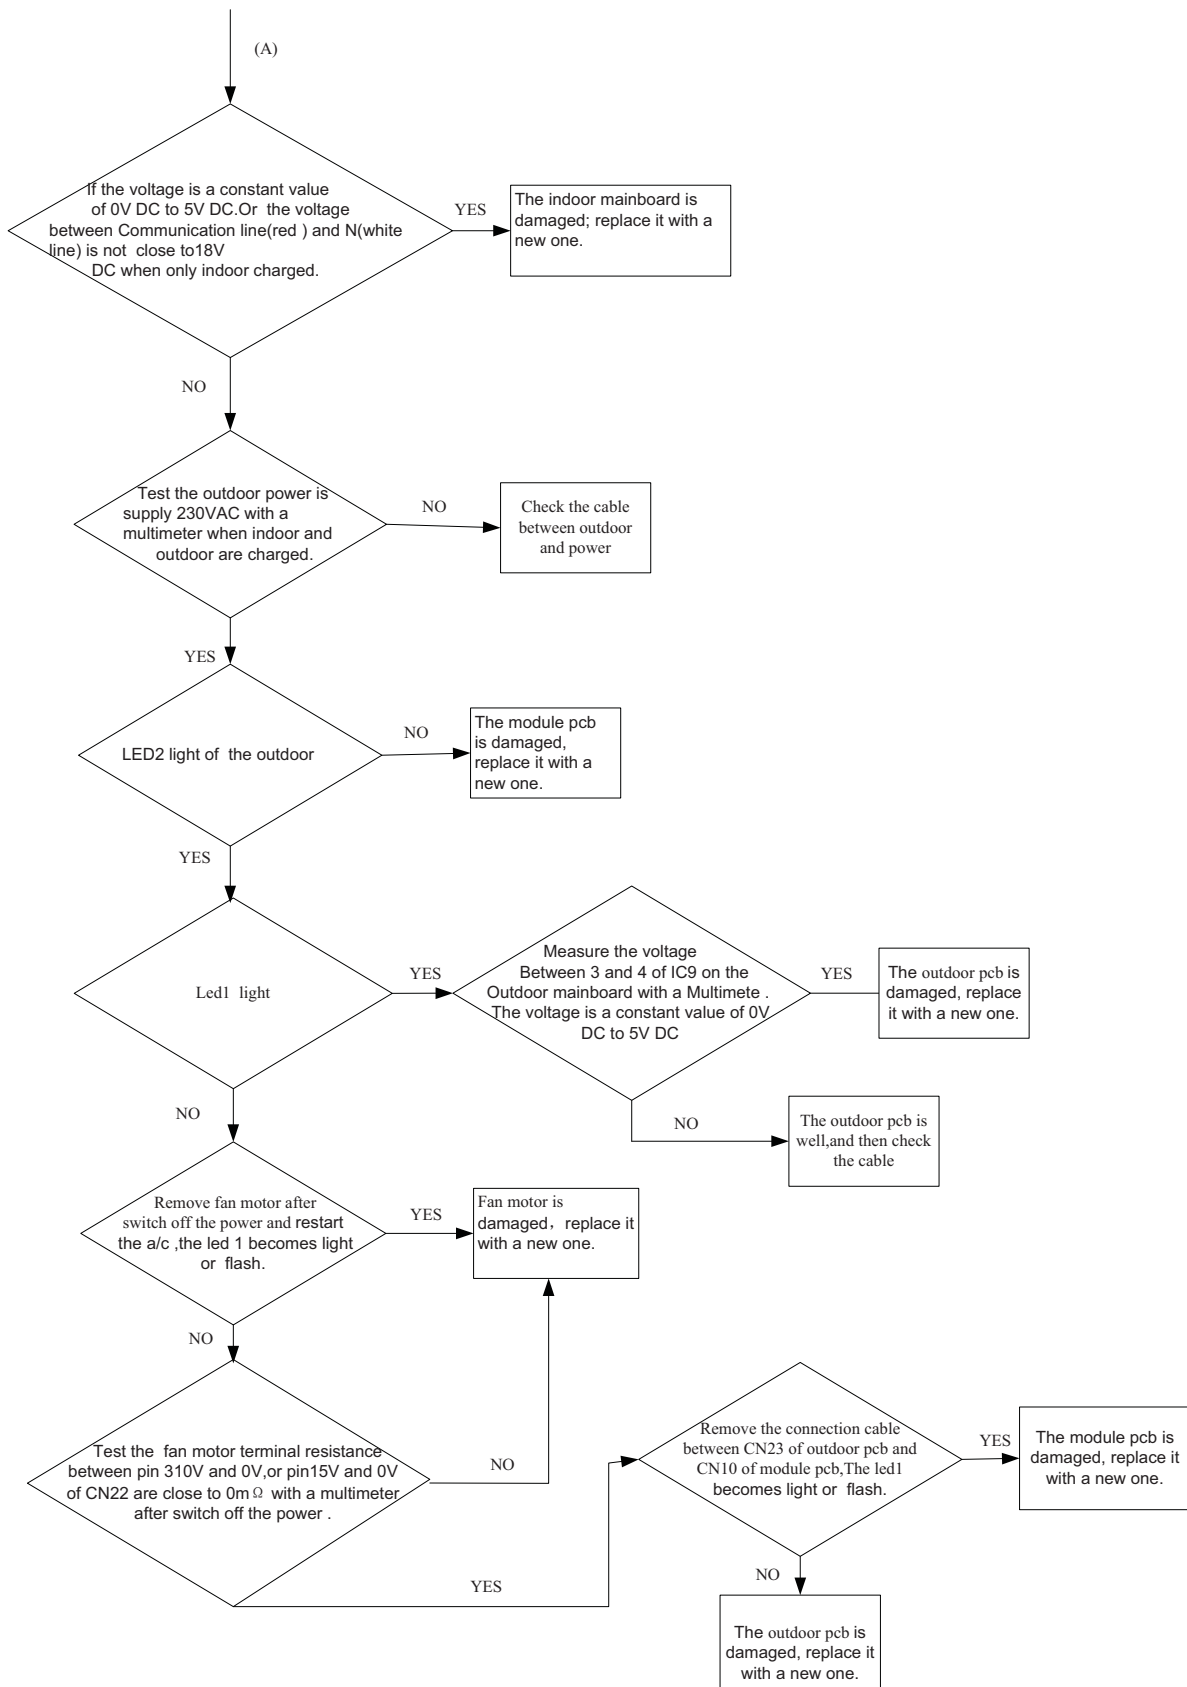 (A)
If the voltage is a constant value
of 0V DC to 5V DC.Or the voltage
between Communication line(red ) and N(white
line) is not close to18V
DC when only indoor charged.
YES
The indoor mainboard is
damaged; replace it with a
new one.
NO
Test the outdoor power is
supply 230VAC with a
multimeter when indoor and
outdoor are charged.
NO
Check the cable
between outdoor
and power
YES
LED2 light of the outdoor
NO
The module pcb
is damaged,
replace it with a
new one.
YES
Led1 light
YES
Measure the voltage
Between 3 and 4 of IC9 on the
Outdoor mainboard with a Multimete .
The voltage is a constant value of 0V
DC to 5V DC
YES
The outdoor pcb is
damaged, replace
it with a new one.
NO
The outdoor pcb is
well,and then check
the cable
NO
Remove fan motor after
switch off the power and restart
the a/c ,the led 1 becomes light
or flash.
YES
Fan motor is
damaged，replace it
with a new one.
NO
Test the fan motor terminal resistance
between pin 310V and 0V,or pin15V and 0V
of CN22 are close to 0mΩ with a multimeter
after switch off the power .
NO
YES
Remove the connection cable
between CN23 of outdoor pcb and
CN10 of module pcb,The led1
becomes light or flash.
YES
The module pcb is
damaged, replace it
with a new one.
NO
The outdoor pcb is
damaged, replace it
with a new one.